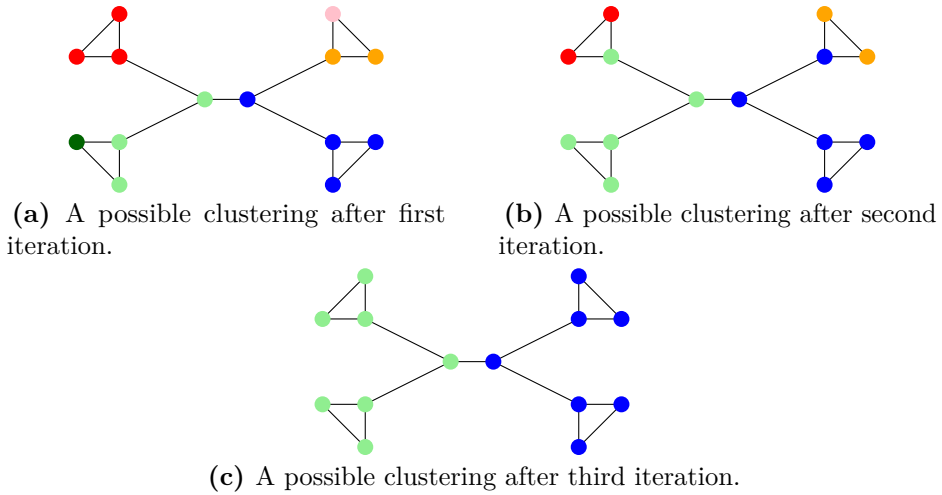 (a) A possible clustering after first
iteration.
(b) A possible clustering after second
iteration.
(c) A possible clustering after third iteration.